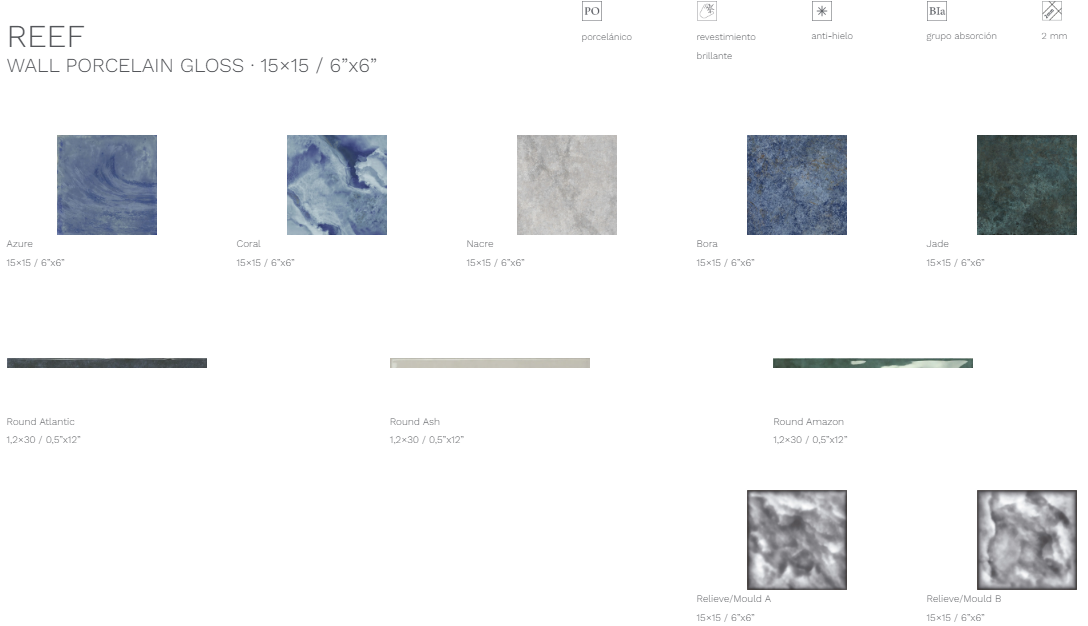 REEF
WALL PORCELAIN GLOSS · 15×15 / 6”x6”
PO
porcelánico
revestimiento
brillante
anti-hielo
BIa
grupo absorción
2 mm
Azure
15×15 / 6”x6”
Coral
15×15 / 6”x6”
Nacre
15×15 / 6”x6”
Bora
15×15 / 6”x6”
Jade
15×15 / 6”x6”
Round Atlantic
1,2×30 / 0,5”x12”
Round Ash
1,2×30 / 0,5”x12”
Round Amazon
1,2×30 / 0,5”x12”
Relieve/Mould A
15×15 / 6”x6”
Relieve/Mould B
15×15 / 6”x6”